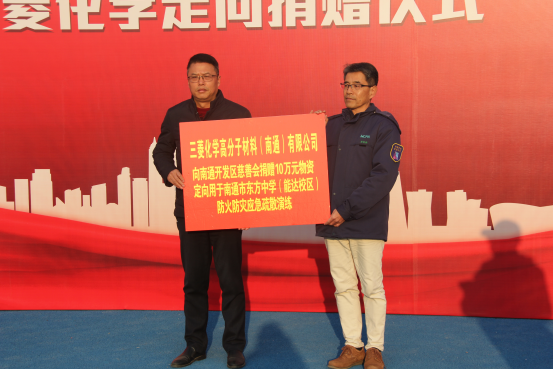 菱化学定向捐赠仪式
三菱化学高分子材料（南通）有限公司
向南通开发区慈善会捐赠10万元物资
定向用于南通市东方中学（能达校区）
防火防灾应急疏散演练